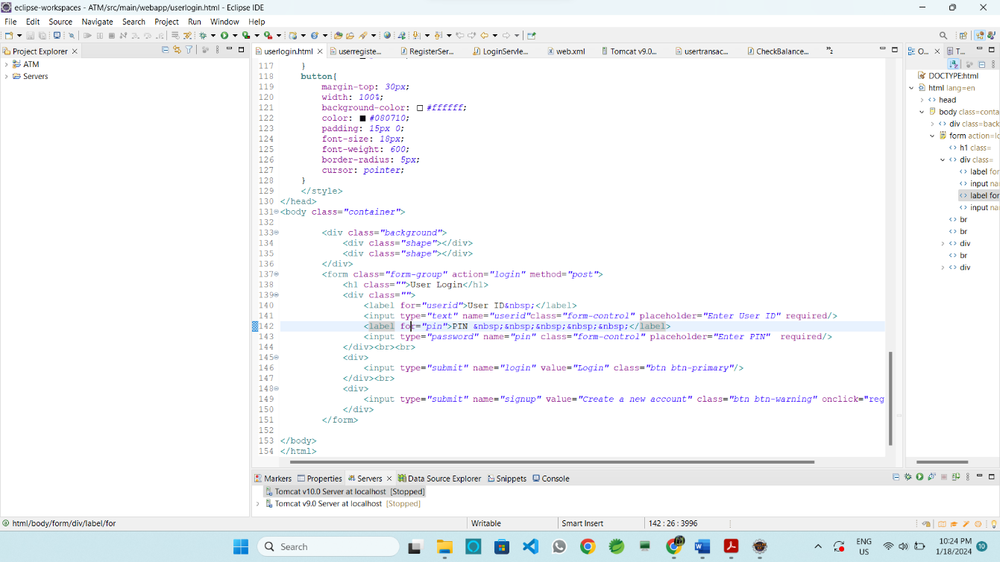 eclipse-workspaces - ATM/src/main/webapp/userlogin.html - Eclipse IDE
File Edit Source Navigate Search Project Run Window Help
Project Explorer
ATM
Servers
userlogin.html userregiste... RegisterSer... LoginServle... web.xml Tomcat v9.0... usertransac... CheckBalance... »2
117 }
118 button{
119 margin-top: 30px;
120 width: 100%;
121 background-color: #ffffff;
122 color: #080710;
123 padding: 15px 0;
124 font-size: 18px;
125 font-weight: 600;
126 border-radius: 5px;
127 cursor: pointer;
128 }
129 </style>
130 </head>
131 <body class="container">
132
133 <div class="background">
134 <div class="shape"></div>
135 <div class="shape"></div>
136 </div>
137 <form class="form-group" action="login" method="post">
138 <h1 class="">User Login</h1>
139 <div class="">
140 <label for="userid">User ID&nbsp;</label>
141 <input type="text" name="userid"class="form-control" placeholder="Enter User ID" required/>
142 <label for="pin">PIN &nbsp;&nbsp;&nbsp;&nbsp;&nbsp;</label>
143 <input type="password" name="pin" class="form-control" placeholder="Enter PIN"  required/>
144 </div><br><br>
145 <div>
146 <input type="submit" name="login" value="Login" class="btn btn-primary"/>
147 </div><br>
148 <div>
149 <input type="submit" name="signup" value="Create a new account" class="btn btn-warning" onclick="reg
150 </div>
151 </form>
152
153 </body>
154 </html>
O... T...
DOCTYPE:html
html lang=en
head
body class=conta
div class=back
form action=lo
h1 class=
div class=
label for
input na
label for
input na
br
br
div
br
div
Markers Properties Servers Data Source Explorer Snippets Console
Tomcat v10.0 Server at localhost [Stopped]
Tomcat v9.0 Server at localhost [Stopped]
html/body/form/div/label/for Writable Smart Insert 142 : 26 : 3996
Search
ENG
US
10:24 PM
1/18/2024
10